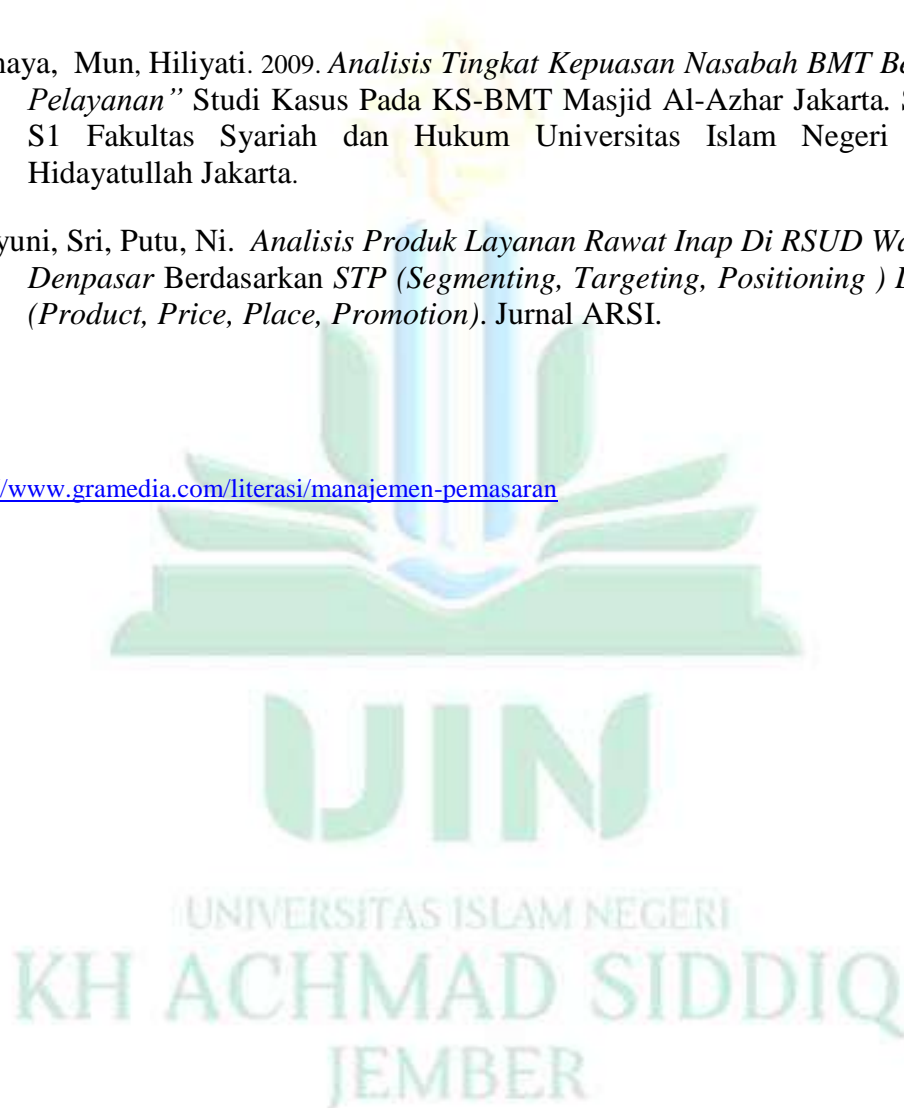 naya, Mun, Hiliyati. 2009. Analisis Tingkat Kepuasan Nasabah BMT Be
Pelayanan” Studi Kasus Pada KS-BMT Masjid Al-Azhar Jakarta. S
S1 Fakultas Syariah dan Hukum Universitas Islam Negeri
Hidayatullah Jakarta.
yuni, Sri, Putu, Ni. Analisis Produk Layanan Rawat Inap Di RSUD Wa
Denpasar Berdasarkan STP (Segmenting, Targeting, Positioning )
(Product, Price, Place, Promotion). Jurnal ARSI.
/www.gramedia.com/literasi/manajemen-pemasaran
UIN
UNIVERSITAS ISLAM NEGERI
KH ACHMAD SIDDIQ
JEMBER